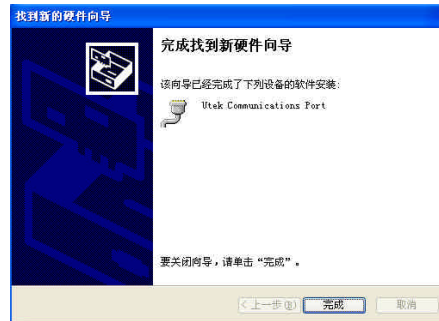 找到新的硬件向导
完成找到新硬件向导
该向导已经完成了下列设备的软件安装:
Utek Communications Port
要关闭向导，请单击“完成”。
<上一步(B)
完成
取消